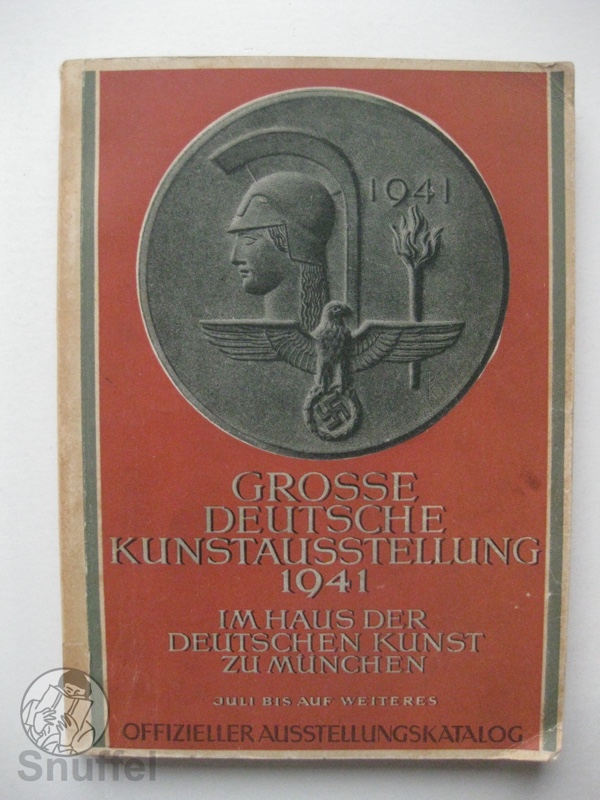 1941
GROSSE
DEUTSCHE
KUNSTAUSSTELLUNG
1941
IM HAUS DER
DEUTSCHEN KUNST
ZU MÜNCHEN
JULI BIS AUF WEITERES
OFFIZIELLER AUSSTELLUNGSKATALOG
Snuffel